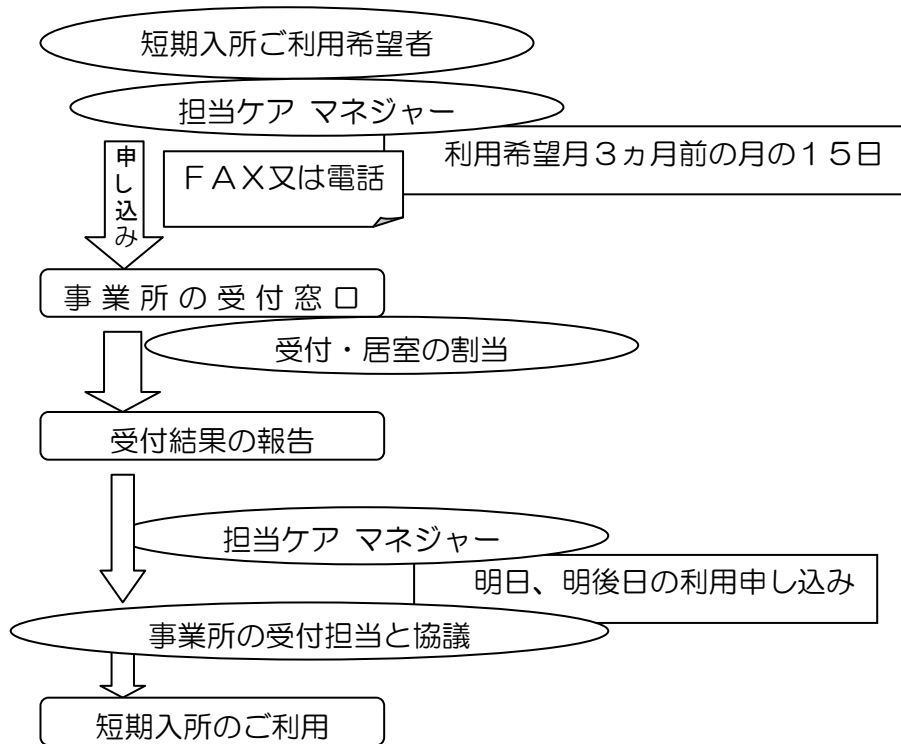 短期入所ご利用希望者
担当ケア マネジャー
利用希望月３ヵ月前の月の１５日
申し込み
ＦＡＸ又は電話
事業所の受付窓口
受付・居室の割当
受付結果の報告
担当ケア マネジャー
明日、明後日の利用申し込み
事業所の受付担当と協議
短期入所のご利用